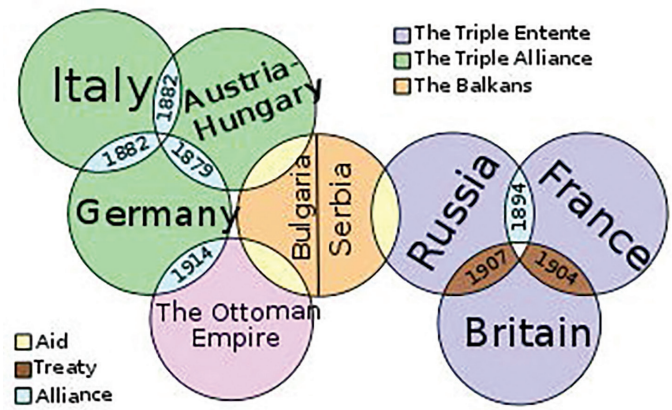 The Triple Entente
The Triple Alliance
The Balkans
Italy
1882
Austria-
Hungary
1882
1879
Germany
Bulgaria
Serbia
Russia
1894
France
1914
The Ottoman
Empire
1907
1904
Britain
Aid
Treaty
Alliance